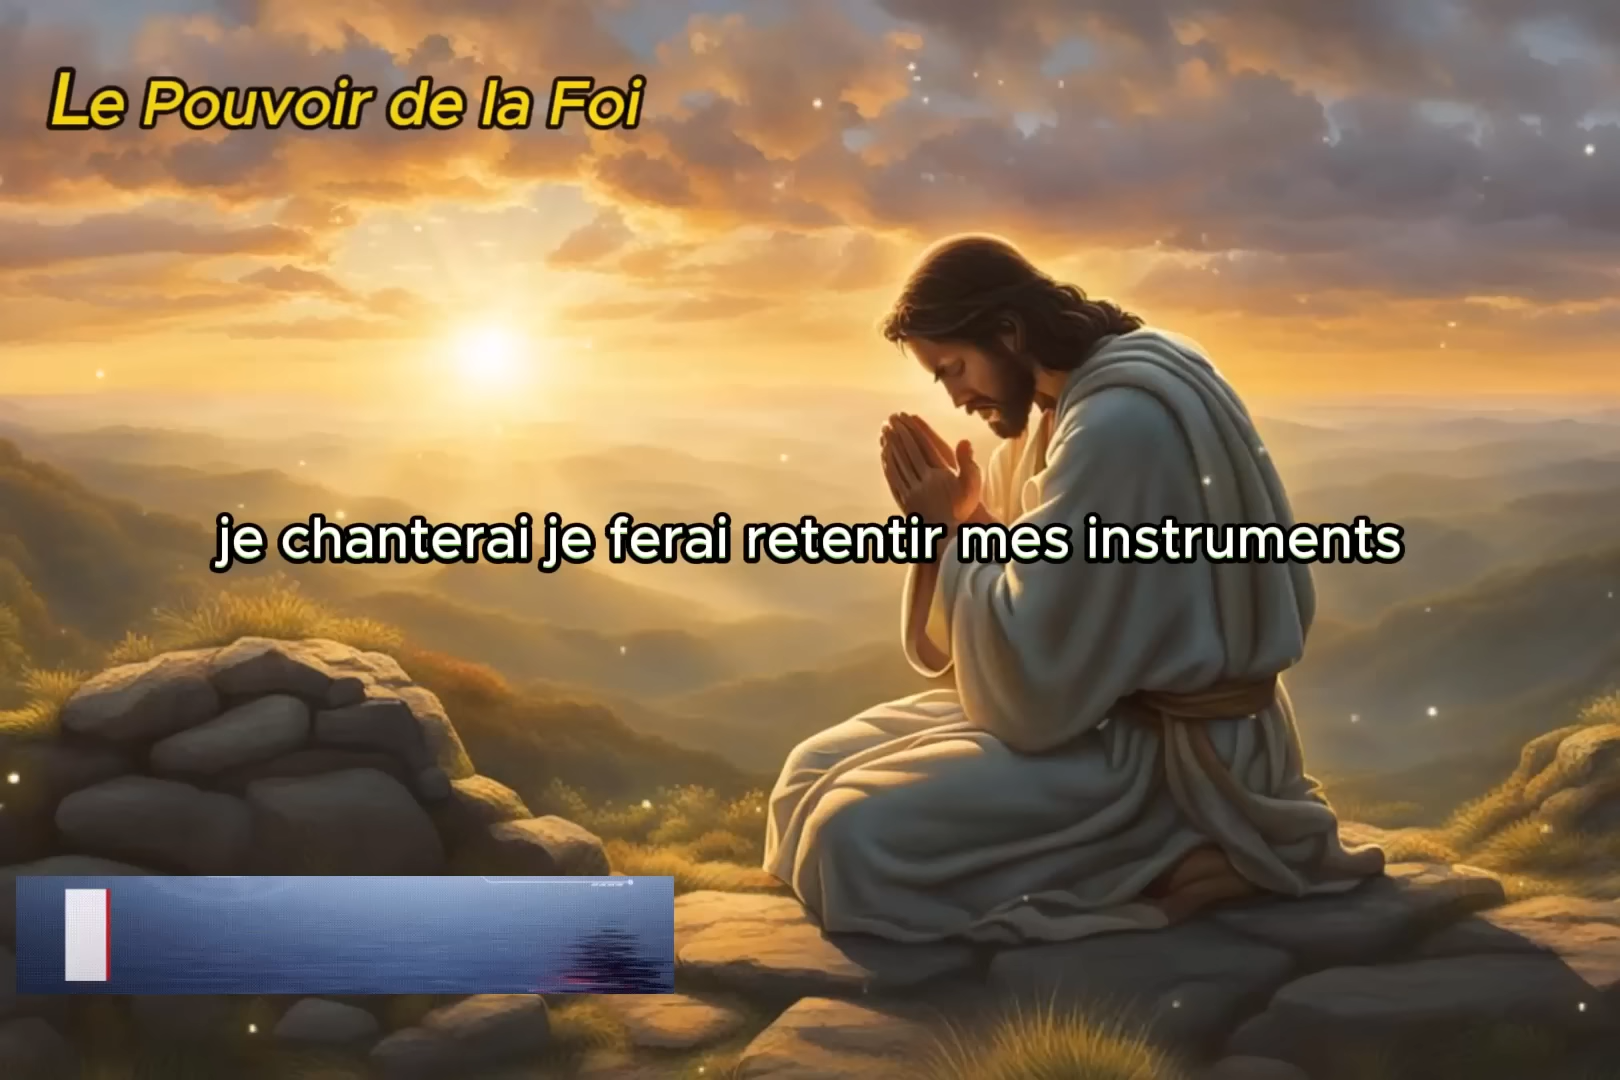 Le Pouvoir de la Foi
je chanterai je ferai retentir mes instruments